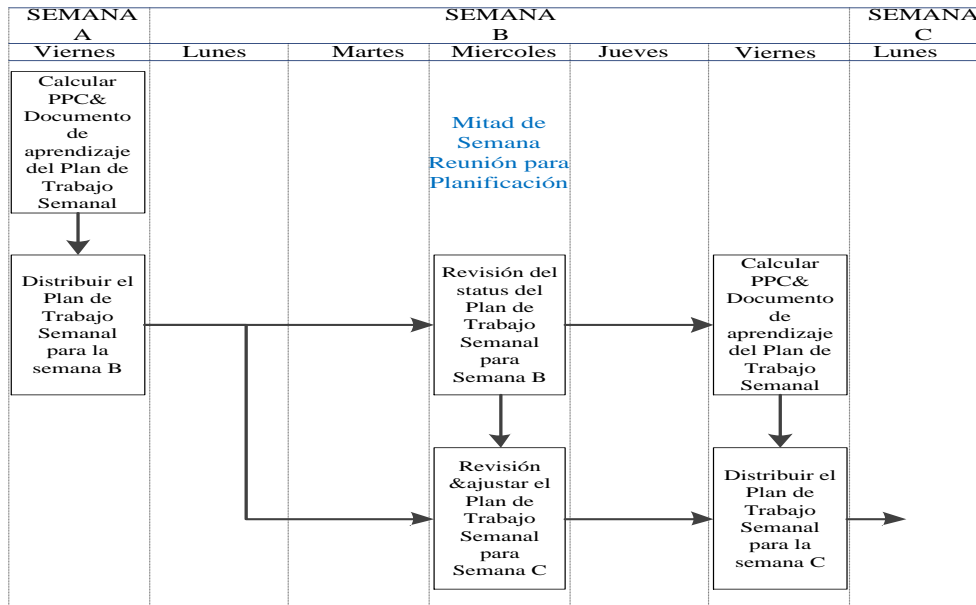 SEMANA
A
SEMANA
B
SEMANA
C
Viernes
Lunes
Martes
Miercoles
Jueves
Viernes
Lunes
Calcular
PPC&
Documento
de
aprendizaje
del Plan de
Trabajo
Semanal
Mitad de
Semana
Reunión para
Planificación
Distribuir el
Plan de
Trabajo
Semanal
para la
semana B
Revisión del
status del
Plan de
Trabajo
Semanal
para
Semana B
Calcular
PPC&
Documento
de
aprendizaje
del Plan de
Trabajo
Semanal
Revisión
&ajustar el
Plan de
Trabajo
Semanal
para
Semana C
Distribuir el
Plan de
Trabajo
Semanal
para la
semana C